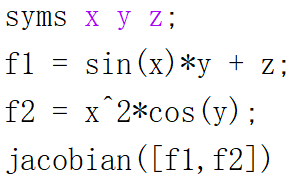 syms x y z;
f1 = sin(x)*y + z;
f2 = x^2*cos(y);
jacobian([f1,f2])